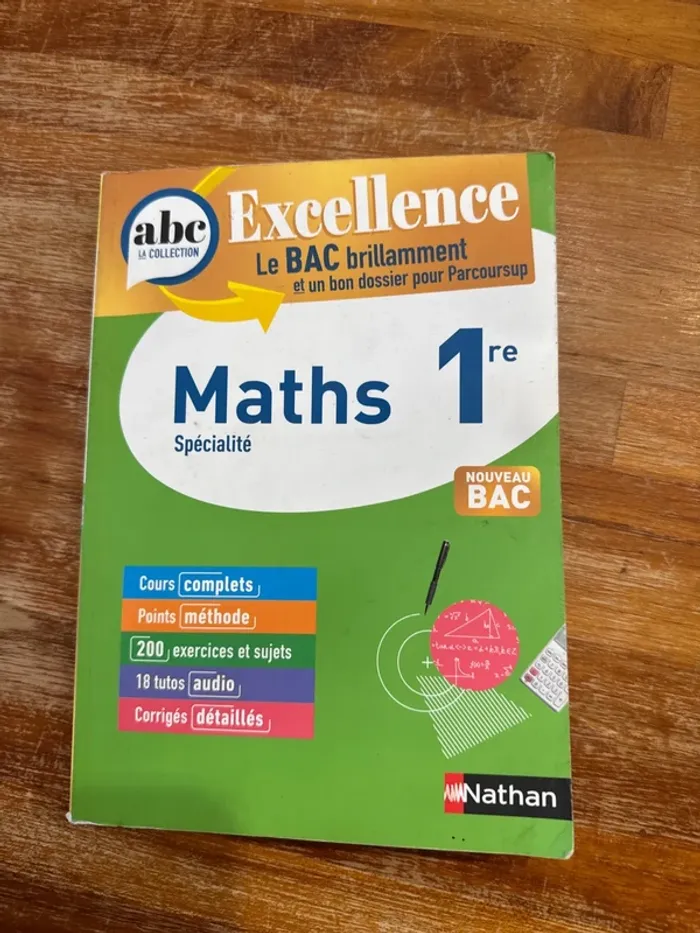 abc
LA COLLECTION
Excellence
Le BAC brillamment
et un bon dossier pour Parcoursup
Maths 1re
Spécialité
NOUVEAU
BAC
Cours complets
Points méthode
200 exercices et sujets
18 tutos audio
Corrigés détaillés
Nathan